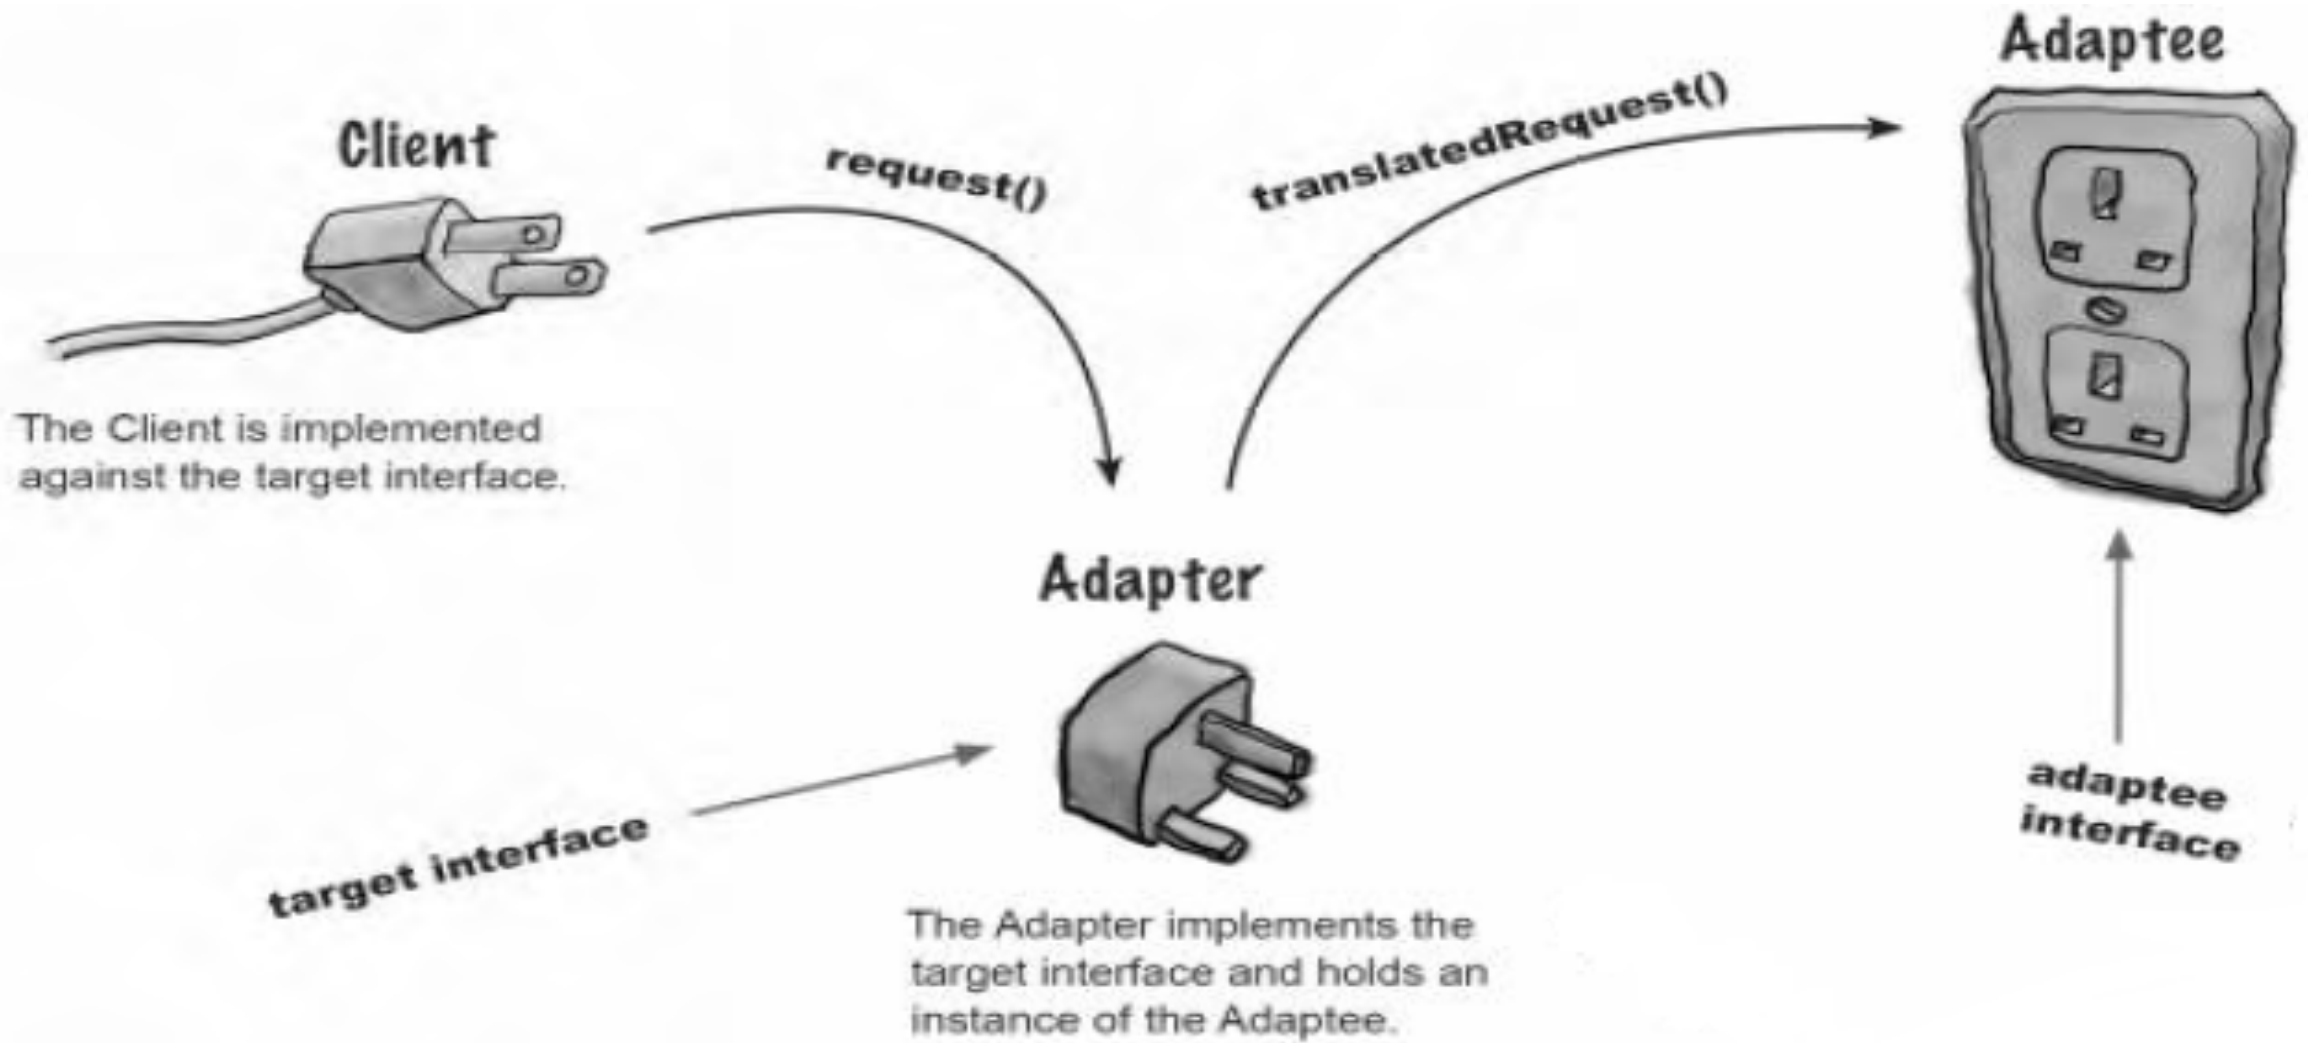 Adaptee
Client
request()
translatedRequest()
The Client is implemented
against the target interface.
Adapter
target interface
adaptee
interface
The Adapter implements the
target interface and holds an
instance of the Adaptee.